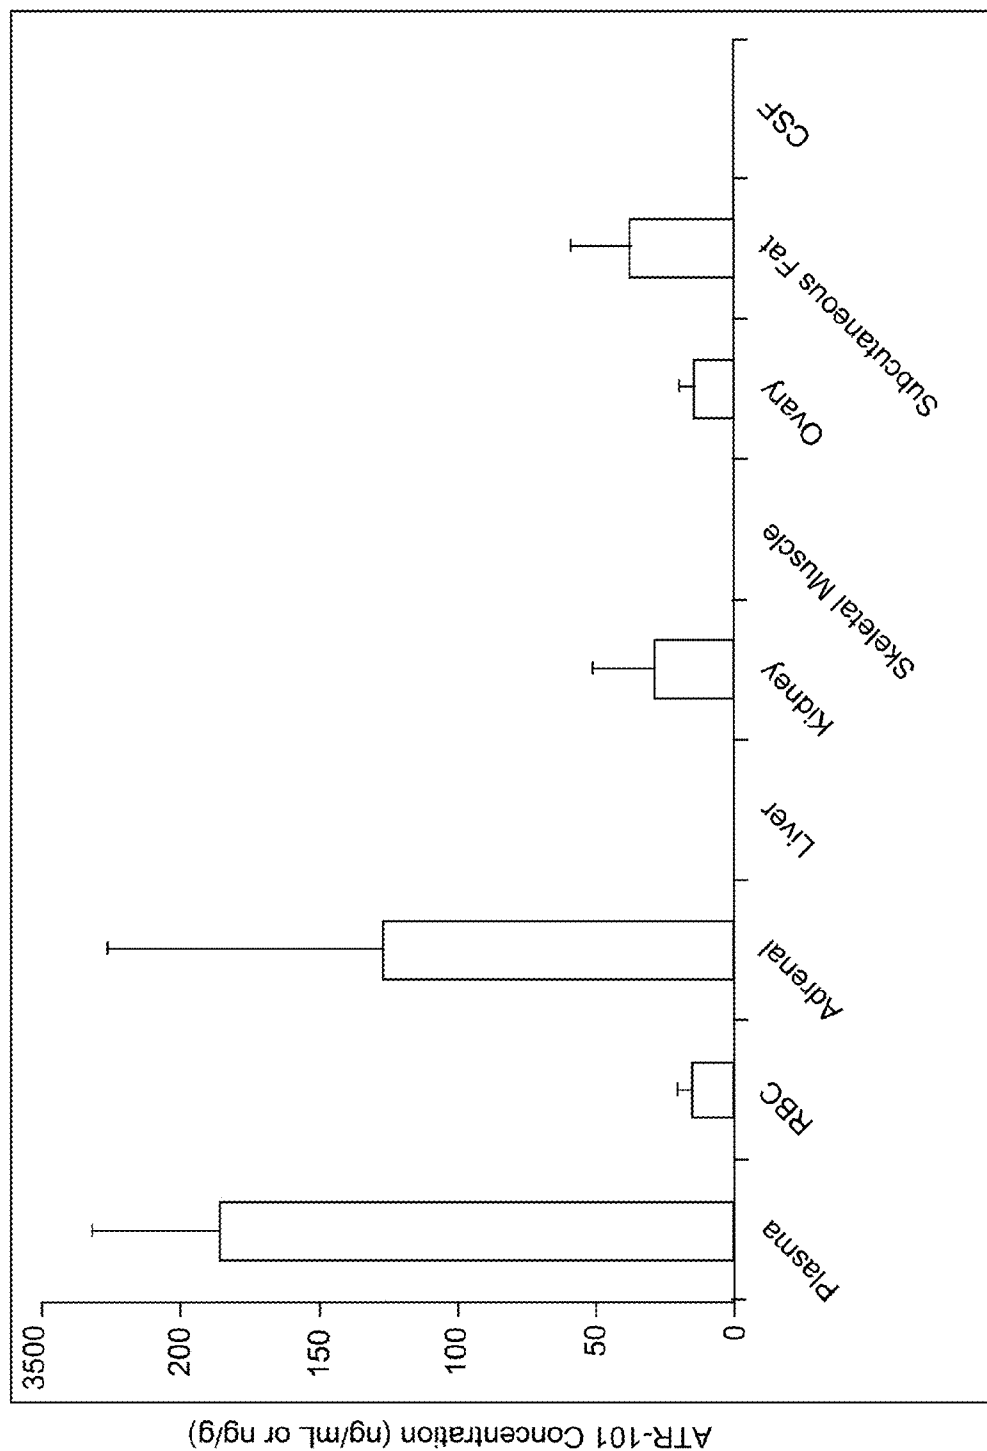 3500
200
150
100
50
0
ATR-101 Concentration (ng/mL or ng/g)
Plasma
RBC
Adrenal
Liver
Kidney
Skeletal Muscle
Ovary
Subcutaneous Fat
CSF